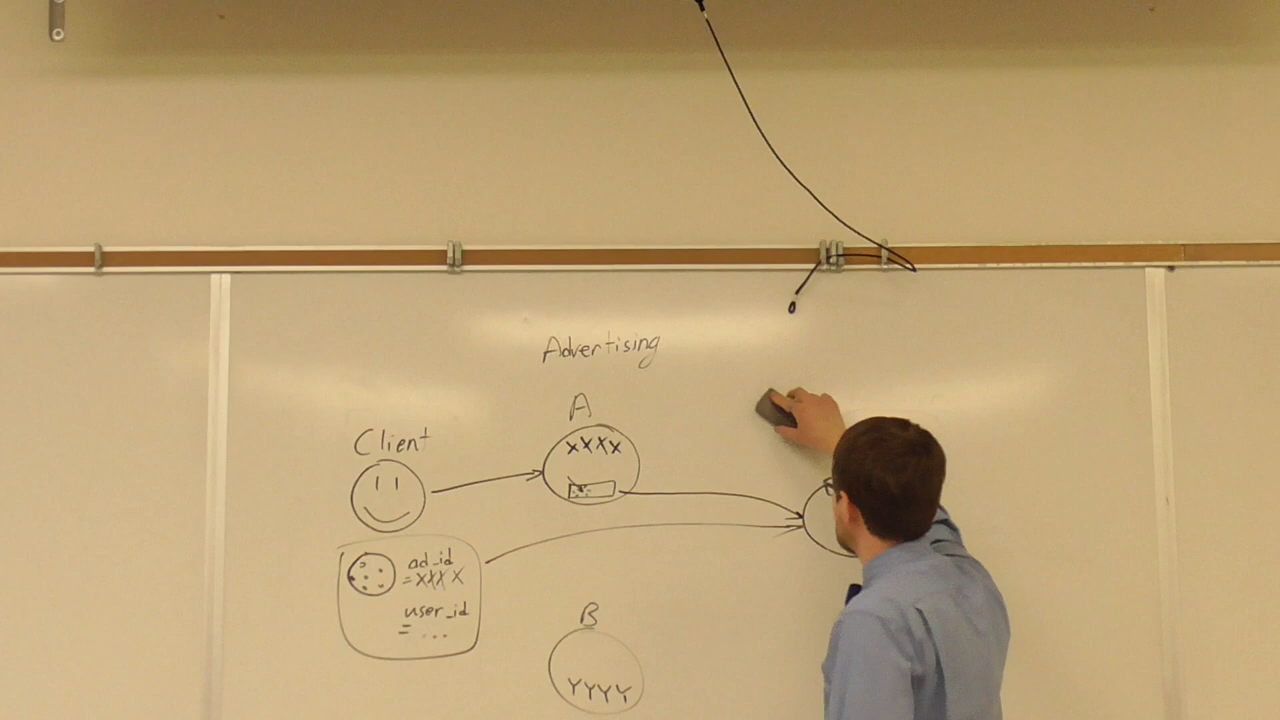 Advertising
A
Client
XXXX
ad_id
=XXXX
user_id
= ...
B
YYYY